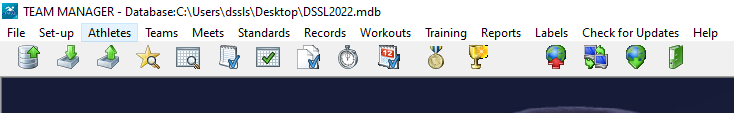 TEAM MANAGER - Database:C:\Users\dssls\Desktop\DSSL2022.mdb
File Set-up Athletes Teams Meets Standards Records Workouts Training Reports Labels Check for Updates Help
12